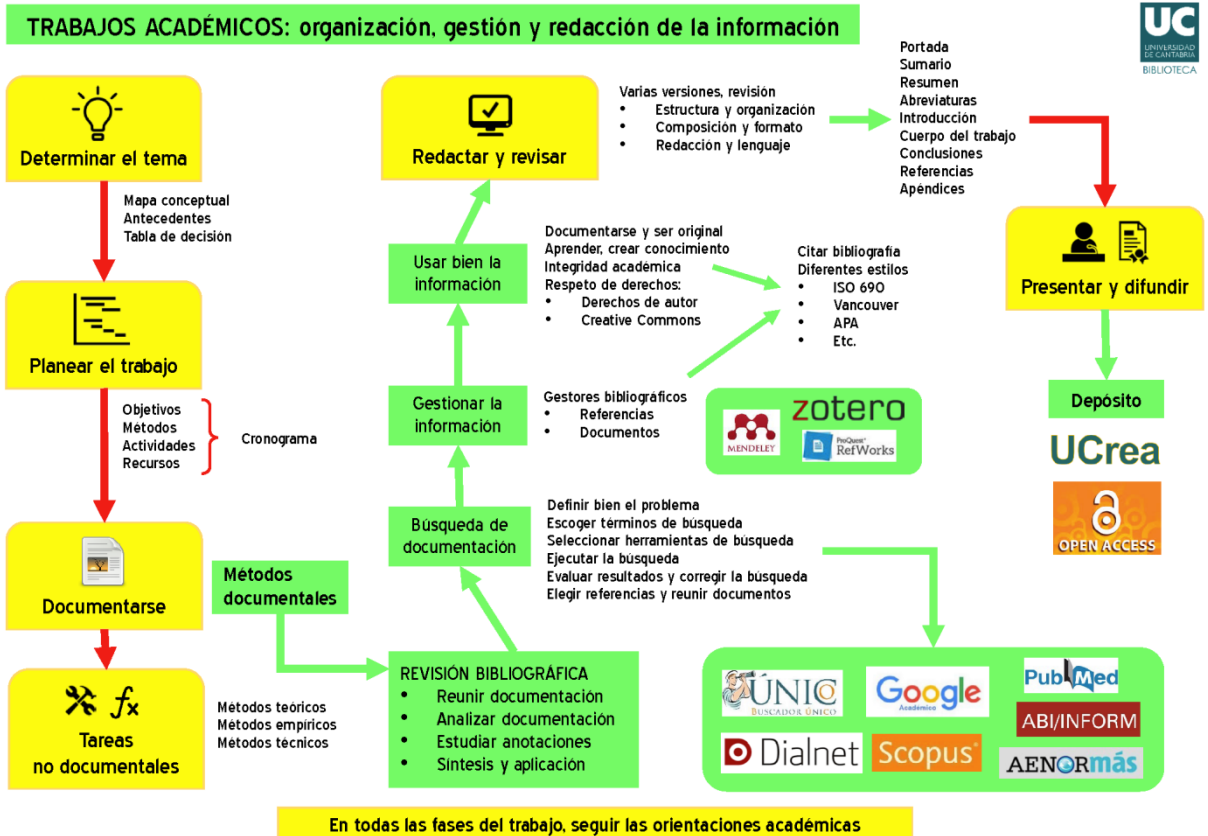 TRABAJOS ACADÉMICOS: organización, gestión y redacción de la información
UC
UNIVERSIDAD
DE CANTABRIA
BIBLIOTECA
Determinar el tema
Mapa conceptual
Antecedentes
Tabla de decisión
Planear el trabajo
Objetivos
Métodos
Actividades
Recursos
Cronograma
Documentarse
Tareas
no documentales
Métodos teóricos
Métodos empíricos
Métodos técnicos
Métodos
documentales
REVISIÓN BIBLIOGRÁFICA
• Reunir documentación
• Analizar documentación
• Estudiar anotaciones
• Síntesis y aplicación
Búsqueda de
documentación
Definir bien el problema
Escoger términos de búsqueda
Seleccionar herramientas de búsqueda
Ejecutar la búsqueda
Evaluar resultados y corregir la búsqueda
Elegir referencias y reunir documentos
ÚNICO
BUSCADOR ÚNICO
Google
Académico
PubMed
ABI/INFORM
Dialnet
Scopus®
AENORmás
Gestionar la
información
Gestores bibliográficos
• Referencias
• Documentos
MENDELEY
zotero
ProQuest®
RefWorks
Usar bien la
información
Documentarse y ser original
Aprender, crear conocimiento
Integridad académica
Respeto de derechos:
• Derechos de autor
• Creative Commons
Citar bibliografía
Diferentes estilos
• ISO 690
• Vancouver
• APA
• Etc.
Redactar y revisar
Varias versiones, revisión
• Estructura y organización
• Composición y formato
• Redacción y lenguaje
Portada
Sumario
Resumen
Abreviaturas
Introducción
Cuerpo del trabajo
Conclusiones
Referencias
Apéndices
Presentar y difundir
Depósito
UCrea
OPEN ACCESS
En todas las fases del trabajo, seguir las orientaciones académicas